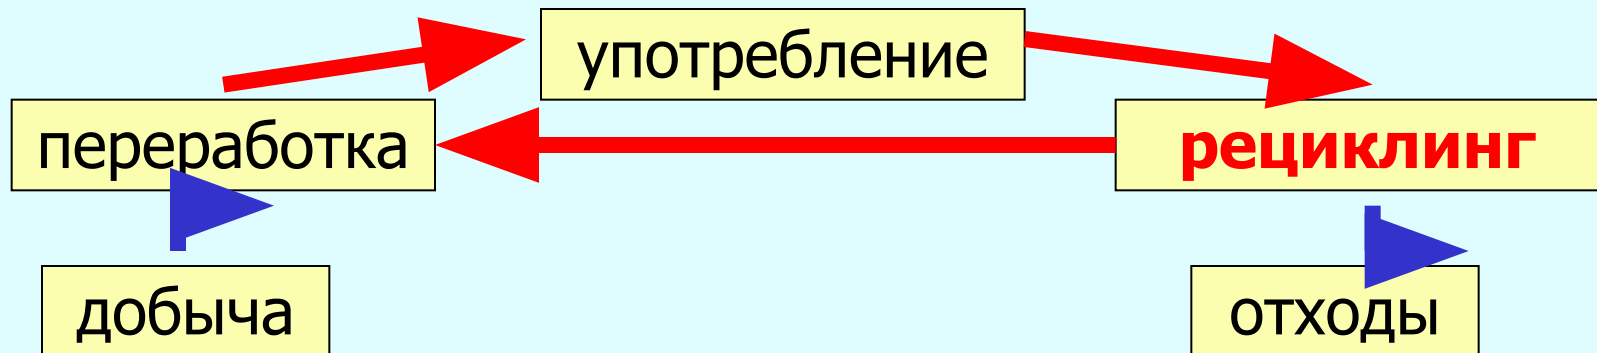 употребление
переработка
рециклинг
добыча
отходы